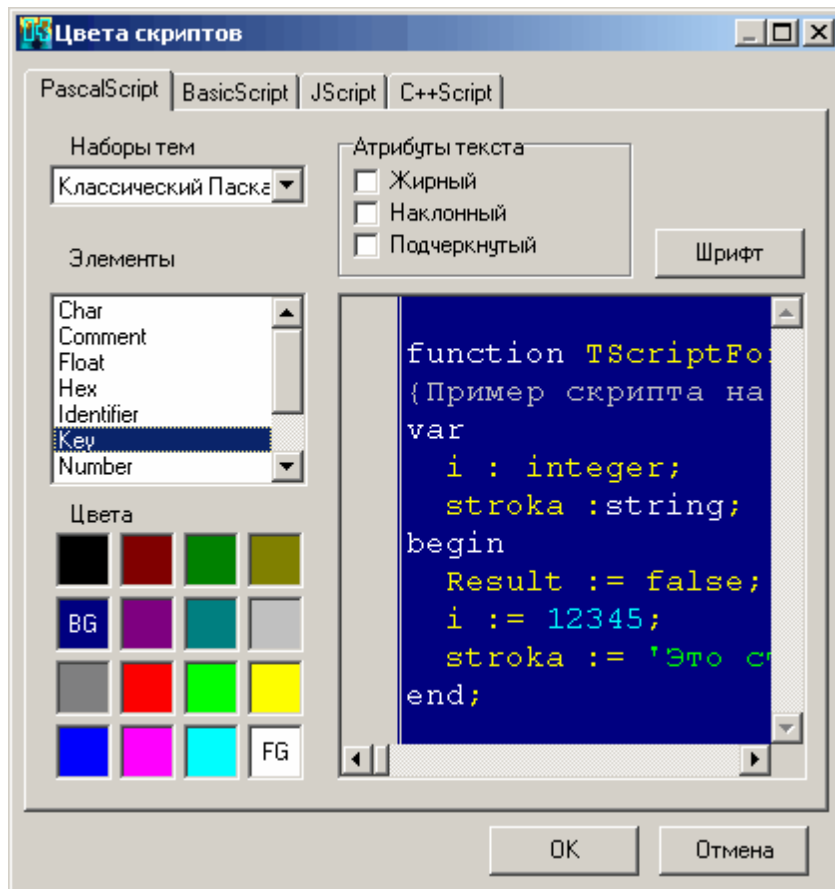 Цвета скриптов
PascalScript BasicScript JScript C++Script
Наборы тем
Классический Паска
Атрибуты текста
Жирный
Наклонный
Подчеркнутый
Шрифт
Элементы
Char
Comment
Float
Hex
Identifier
Key
Number
Цвета
BG
FG
function TScriptFo
{Пример скрипта на
var
i : integer;
stroka :string;
begin
Result := false;
i := 12345;
stroka := 'Это ст
end;
OK Отмена